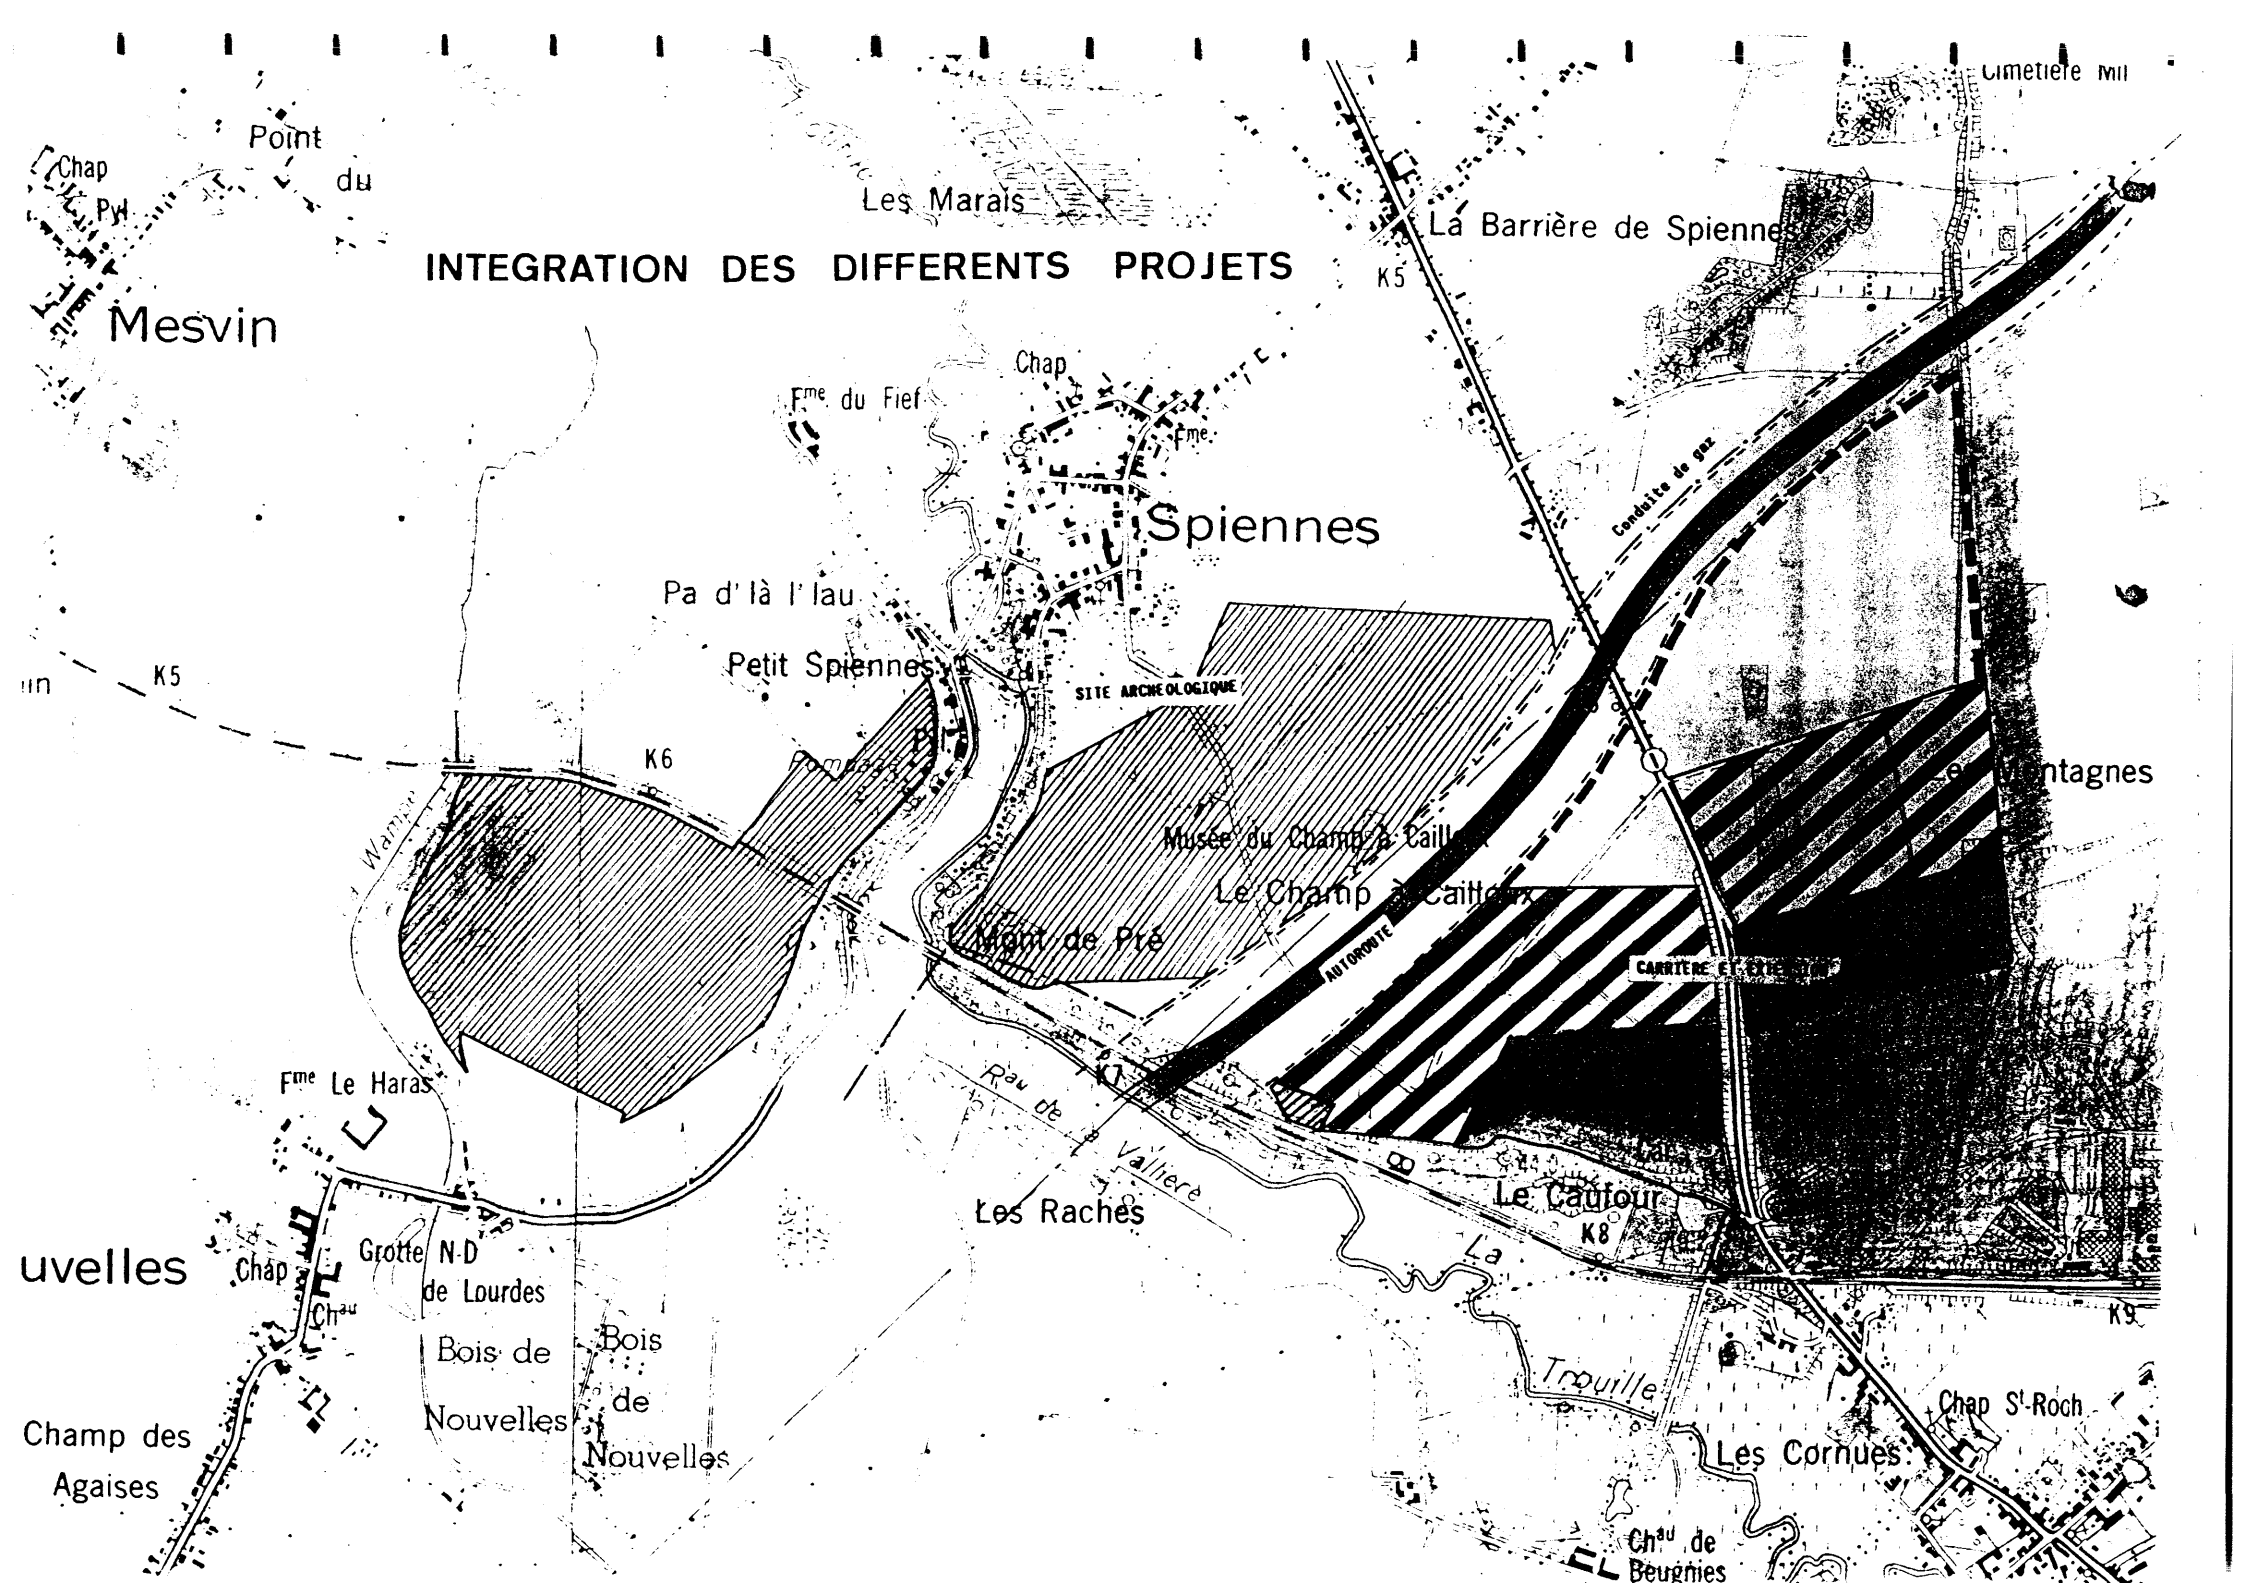 Cimetière Mil
Point
du
Chap
Pyl
Les Marais
La Barrière de Spiennes
INTEGRATION DES DIFFERENTS PROJETS
K5
Mesvin
Chap
Fme du Fief
Fme
Conduite de gaz
Spiennes
Pa d' là l' lau
Petit Spiennes
K5
SITE ARCHEOLOGIQUE
K6
Pompage
Les Montagnes
Wampe
Musée du Champ à Cailloux
Le Champ à Cailloux
Mont de Pré
AUTOROUTE
CARRIERE ET EXTENSION
K7
Fme Le Haras
Rau de Vallière
Les Raches
Le Caufour
K8
La
Trouille
uvelles
Chap
Grotte N-D
de Lourdes
Chau
K9
Bois de
Nouvelles
Bois
de
Nouvelles
Champ des
Agaises
Chap St-Roch
Les Cornues
Chau de
Beugnies